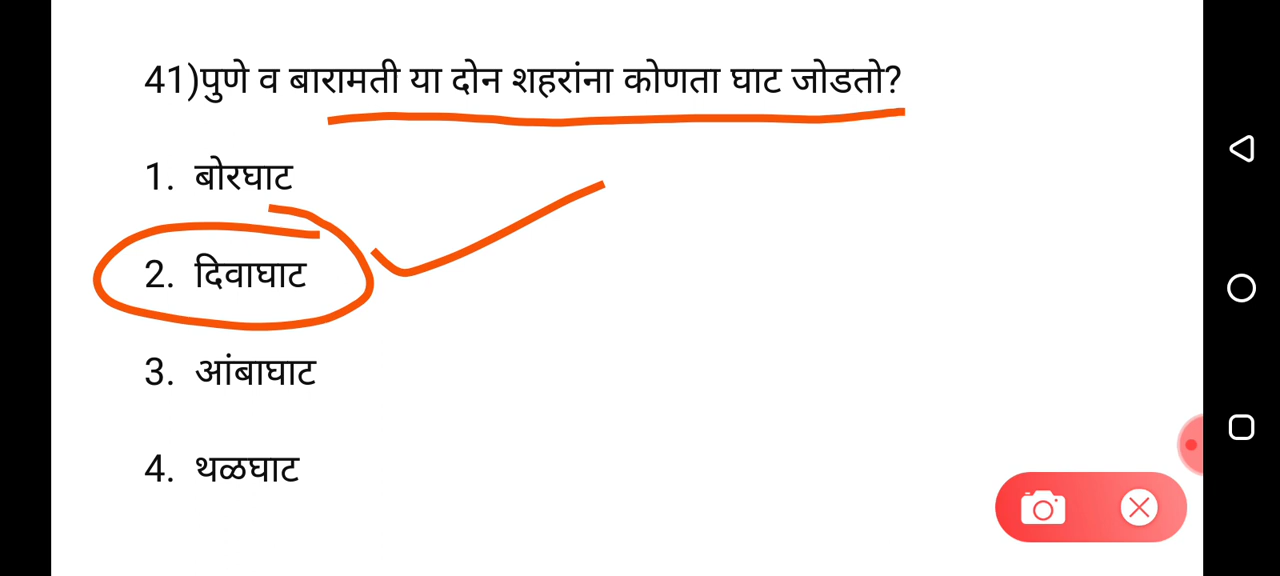 41)पुणे व बारामती या दोन शहरांना कोणता घाट जोडतो?
1. बोरघाट
2. दिवाघाट
3. आंबाघाट
4. थळघाट